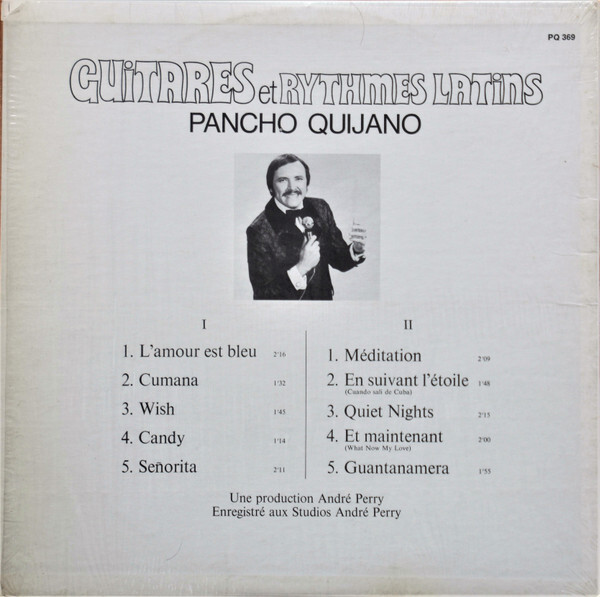 PQ 369
GUiTARES et RYTHMES LATiNS
PANCHO QUIJANO
I
1. L'amour est bleu 2'16
2. Cumana 1'32
3. Wish 1'45
4. Candy 1'14
5. Señorita 2'11
II
1. Méditation 2'09
2. En suivant l'étoile 1'48
(Cuando sali de Cuba)
3. Quiet Nights 2'15
4. Et maintenant 2'00
(What Now My Love)
5. Guantanamera 1'55
Une production André Perry
Enregistré aux Studios André Perry